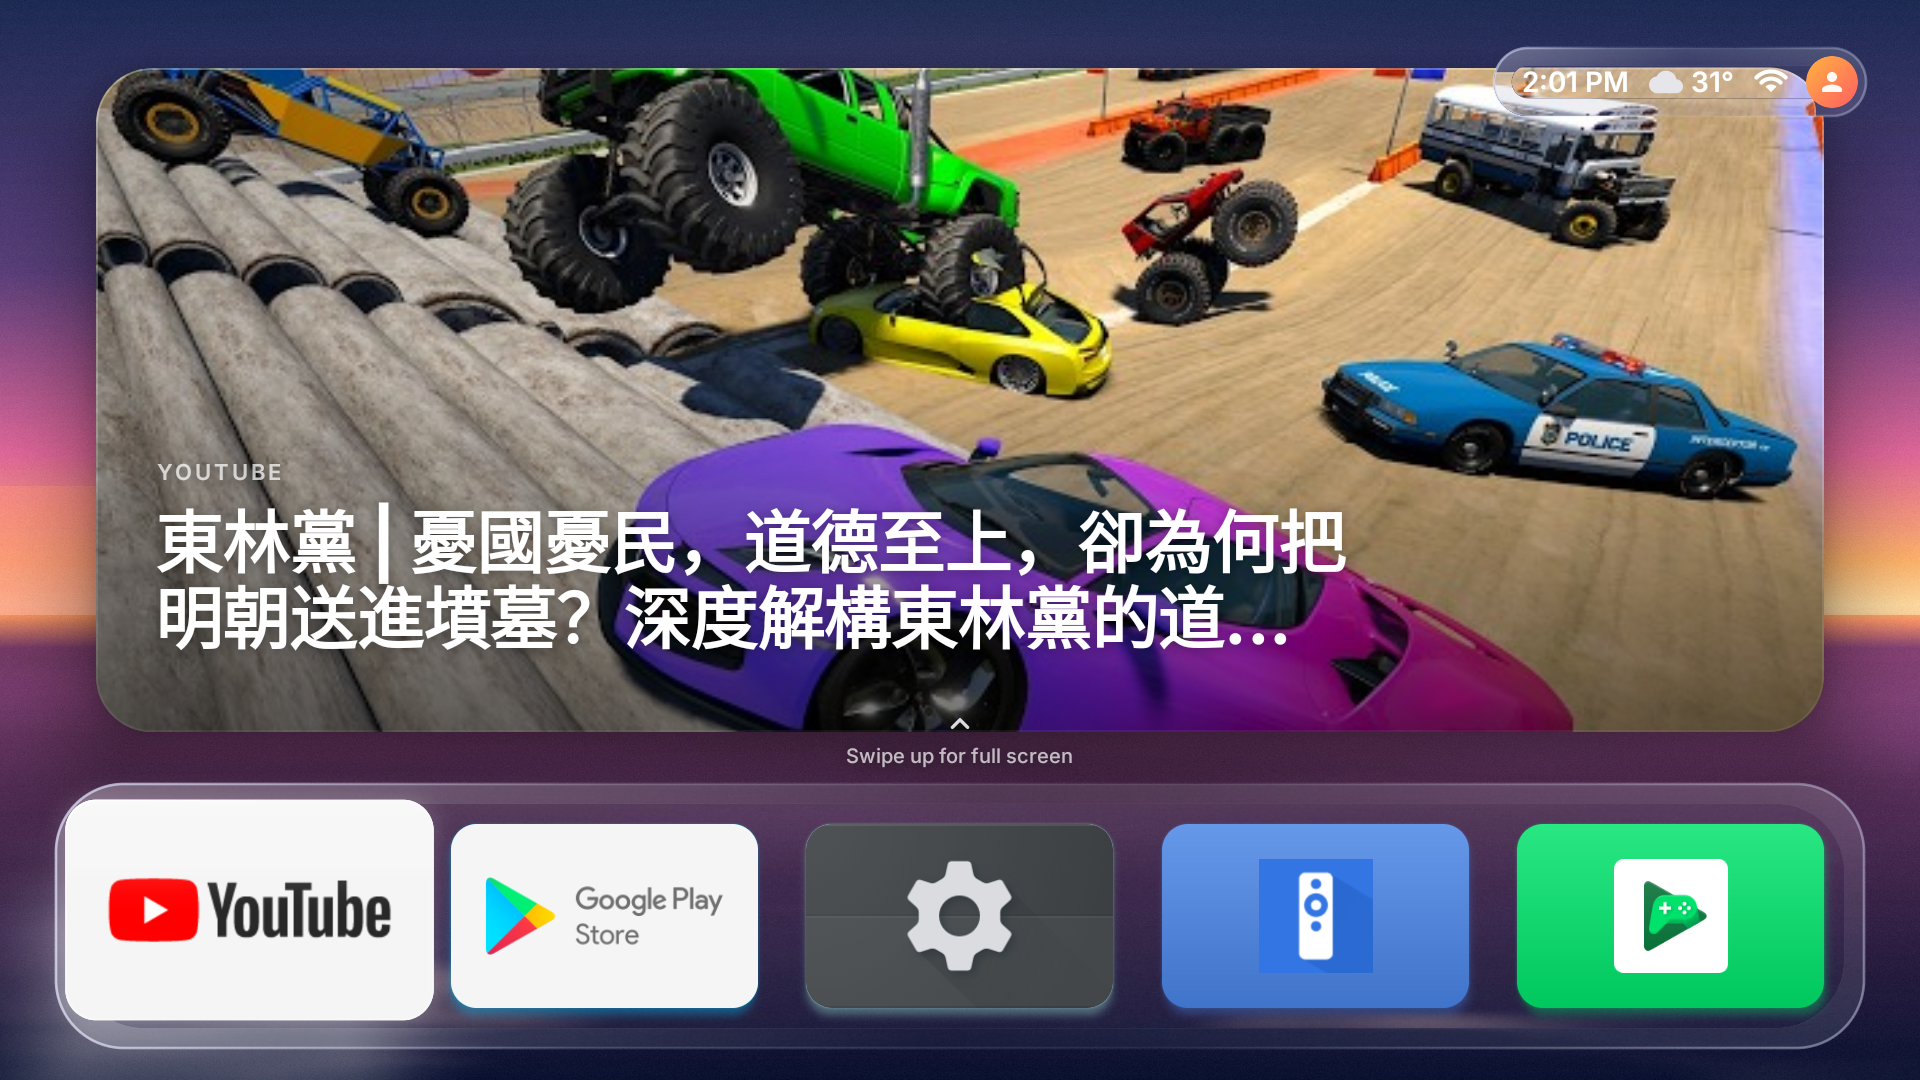 2:01 PM 31°
POLICE
YOUTUBE
東林黨 | 憂國憂民，道德至上，卻為何把
明朝送進墳墓？深度解構東林黨的道...
Swipe up for full screen
YouTube
Google Play
Store